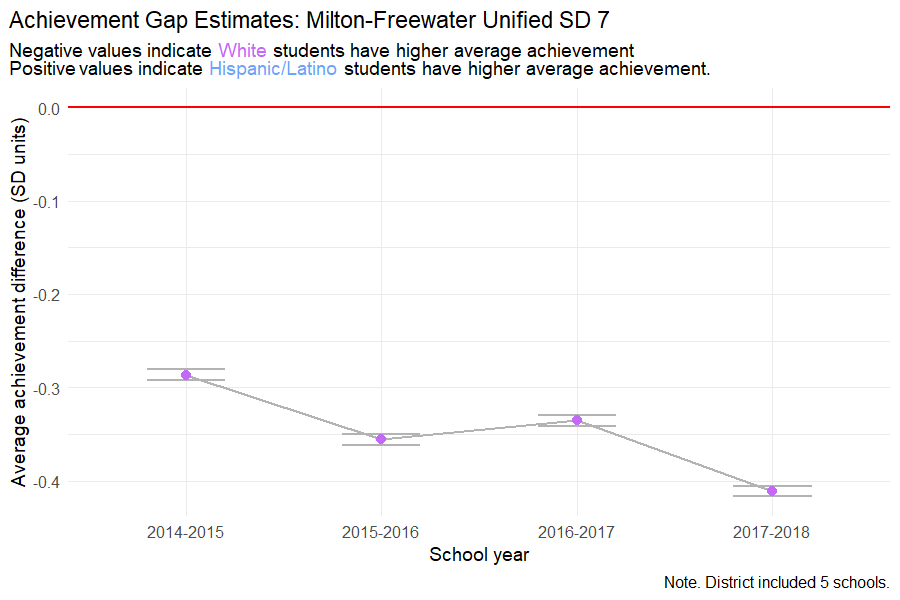 Achievement Gap Estimates: Milton-Freewater Unified SD 7
Negative values indicate White students have higher average achievement
Positive values indicate Hispanic/Latino students have higher average achievement.
Average achievement difference (SD units)
0.0
-0.1
-0.2
-0.3
-0.4
2014-2015
2015-2016
2016-2017
2017-2018
School year
Note. District included 5 schools.